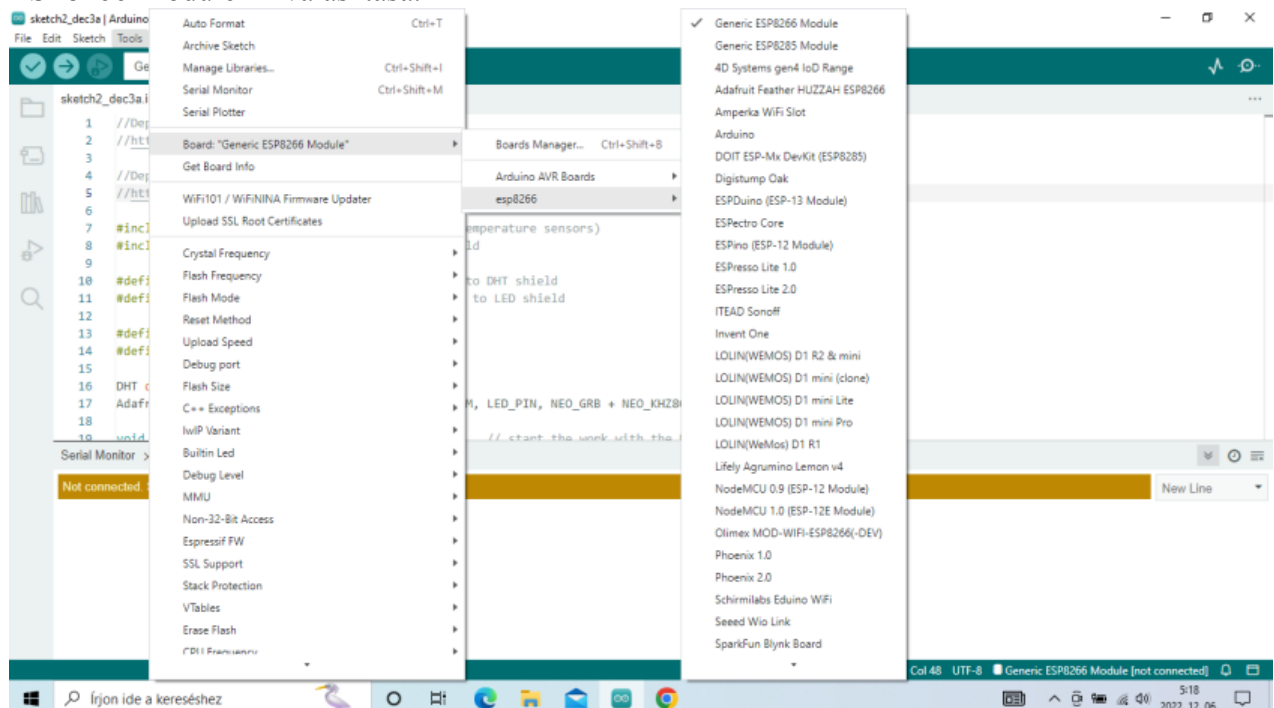 sketch2_dec3a | Arduino
File Edit Sketch Tools
Ge
sketch2_dec3a.i
1 //Dep
2 //htt
3
4 //Dep
5 //htt
6
7 #incl
8 #incl
9
10 #defi
11 #defi
12
13 #defi
14 #defi
15
16 DHT
17 Adafr
18
19 void
emperature sensors)
ld
to DHT shield
to LED shield
M, LED_PIN, NEO_GRB + NEO_KHZ80
// start the work with the
Auto Format Ctrl+T
Archive Sketch
Manage Libraries... Ctrl+Shift+I
Serial Monitor Ctrl+Shift+M
Serial Plotter
Board: "Generic ESP8266 Module"
Get Board Info
WiFi101 / WiFiNINA Firmware Updater
Upload SSL Root Certificates
Crystal Frequency
Flash Frequency
Flash Mode
Reset Method
Upload Speed
Debug port
Flash Size
C++ Exceptions
lwIP Variant
Builtin Led
Debug Level
MMU
Non-32-Bit Access
Espressif FW
SSL Support
Stack Protection
VTables
Erase Flash
CPU Frequency
Boards Manager... Ctrl+Shift+B
Arduino AVR Boards
esp8266
Generic ESP8266 Module
Generic ESP8285 Module
4D Systems gen4 IoD Range
Adafruit Feather HUZZAH ESP8266
Amperka WiFi Slot
Arduino
DOIT ESP-Mx DevKit (ESP8285)
Digistump Oak
ESPDuino (ESP-13 Module)
ESPectro Core
ESPino (ESP-12 Module)
ESPresso Lite 1.0
ESPresso Lite 2.0
ITEAD Sonoff
Invent One
LOLIN(WEMOS) D1 R2 & mini
LOLIN(WEMOS) D1 mini (clone)
LOLIN(WEMOS) D1 mini Lite
LOLIN(WEMOS) D1 mini Pro
LOLIN(WeMos) D1 R1
Lifely Agrumino Lemon v4
NodeMCU 0.9 (ESP-12 Module)
NodeMCU 1.0 (ESP-12E Module)
Olimex MOD-WIFI-ESP8266(-DEV)
Phoenix 1.0
Phoenix 2.0
Schirmilabs Eduino WiFi
Seeed Wio Link
SparkFun Blynk Board
Serial Monitor
Not connected.
New Line
Col 48 UTF-8 Generic ESP8266 Module [not connected]
Írjon ide a kereséshez
5:18
2022. 12. 06.